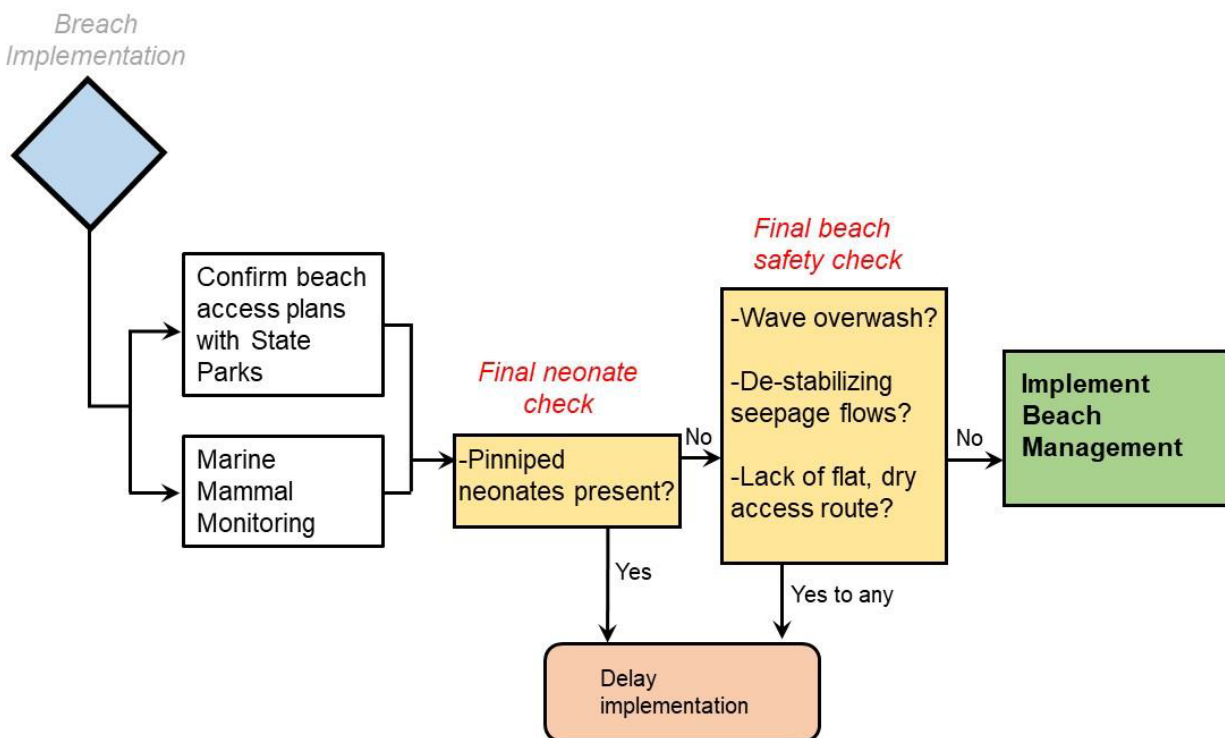 Breach
Implementation
Confirm beach
access plans
with State
Parks
Marine
Mammal
Monitoring
Final neonate
check
-Pinniped
neonates present?
No
Yes
Final beach
safety check
-Wave overwash?
-De-stabilizing
seepage flows?
-Lack of flat, dry
access route?
No
Yes to any
Implement
Beach
Management
Delay
implementation